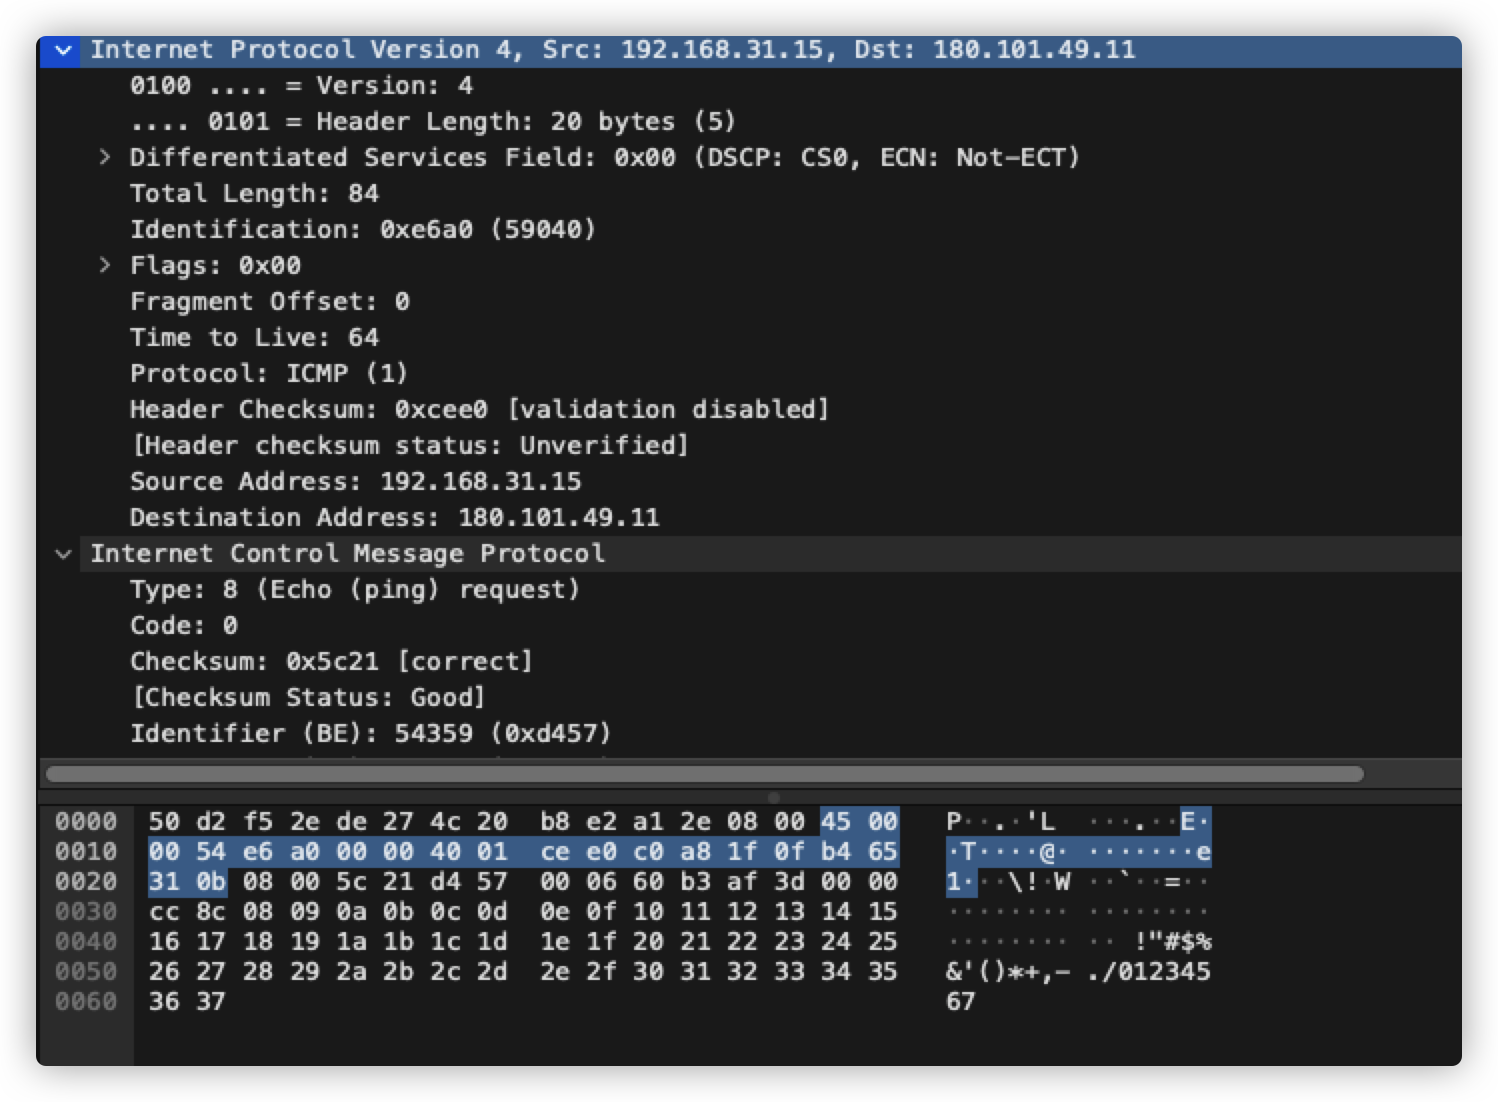 Internet Protocol Version 4, Src: 192.168.31.15, Dst: 180.101.49.11
0100 .... = Version: 4
.... 0101 = Header Length: 20 bytes (5)
Differentiated Services Field: 0x00 (DSCP: CS0, ECN: Not-ECT)
Total Length: 84
Identification: 0xe6a0 (59040)
Flags: 0x00
Fragment Offset: 0
Time to Live: 64
Protocol: ICMP (1)
Header Checksum: 0xcee0 [validation disabled]
[Header checksum status: Unverified]
Source Address: 192.168.31.15
Destination Address: 180.101.49.11
Internet Control Message Protocol
Type: 8 (Echo (ping) request)
Code: 0
Checksum: 0x5c21 [correct]
[Checksum Status: Good]
Identifier (BE): 54359 (0xd457)
0000 50 d2 f5 2e de 27 4c 20 b8 e2 a1 2e 08 00 45 00 P··.·'L ···.··E·
0010 00 54 e6 a0 00 00 40 01 ce e0 c0 a8 1f 0f b4 65 ·T····@· ·······e
0020 31 0b 08 00 5c 21 d4 57 00 06 60 b3 af 3d 00 00 1···\!·W ··`··=··
0030 cc 8c 08 09 0a 0b 0c 0d 0e 0f 10 11 12 13 14 15 ········ ········
0040 16 17 18 19 1a 1b 1c 1d 1e 1f 20 21 22 23 24 25 ········ ·· !"#$%
0050 26 27 28 29 2a 2b 2c 2d 2e 2f 30 31 32 33 34 35 &'()*+,- ./012345
0060 36 37 67